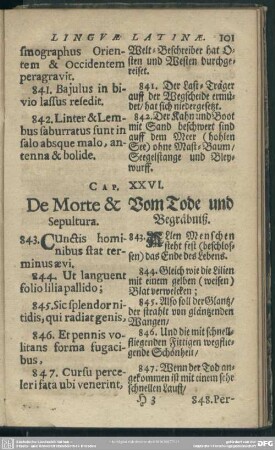 LINGVÆ LATINÆ. 101
smographus Orien-
tem & Occidentem
peragravit.
841. Bajulus in bi-
vio lassus resedit.
842. Linter & Lem-
bus saburratus sunt in
salo absque malo, an-
tenna & bolide.
Welt-Beschreiber hat O-
sten und Westen durchge-
reiset.
841. Der Last-Träger
auff der Wegscheide ermü-
det/ hat sich niedergesetzt.
842. Der Kahn und Boot
mit Sand beschwert sind
auff dem Meer (hohlen
See) ohne Mast-Baum/
Seegelstange und Bley-
wurff.
CAP. XXVI.
De Morte &
Sepultura.
843. CUnctis homi-
nibus stat ter-
minus ævi,
844. Ut languent
folio lilia pallido;
845. Sic splendor ni-
tidis, qui radiat genis,
846. Et pennis vo-
litans forma fugaci-
bus,
847. Cursu perce-
leri fata ubi venerint,
Vom Tode und
Begräbniß.
843. ALlen Menschen
stehet fest (beschlos-
sen) das Ende des Lebens.
844. Gleich wie die Lilien
mit einem gelben (weisen)
Blat verwelcken;
845. Also soll der Glantz/
der strahlt von gläntzenden
Wangen/
846. Und die mit schnell-
fliegenden Fittigen wegflie-
gende Schönheit/
847. Wenn der Tod an-
gekommen ist mit einem sehr
schnellen Lauff/
H 3 848. Per-